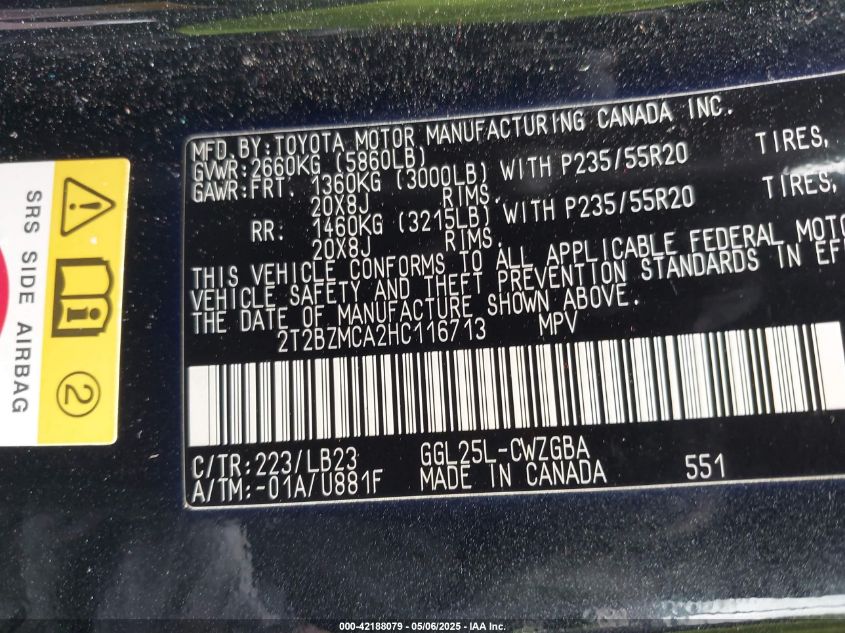 MFD. BY: TOYOTA MOTOR MANUFACTURING CANADA INC.
GVWR: 2660KG (5860LB)
GAWR: FRT. 1360KG (3000LB) WITH P235/55R20 TIRES,
20X8J RIMS.
RR: 1460KG (3215LB) WITH P235/55R20 TIRES,
20X8J RIMS.
THIS VEHICLE CONFORMS TO ALL APPLICABLE FEDERAL MOTO
VEHICLE SAFETY AND THEFT PREVENTION STANDARDS IN EF
THE DATE OF MANUFACTURE SHOWN ABOVE.
2T2BZMCA2HC116713 MPV
C/TR: 223/LB23 GGL25L-CWZGBA
A/TM: -01A/U881F MADE IN CANADA 551
SRS SIDE AIRBAG
2
000-42188079 - 05/06/2025 - IAA Inc.